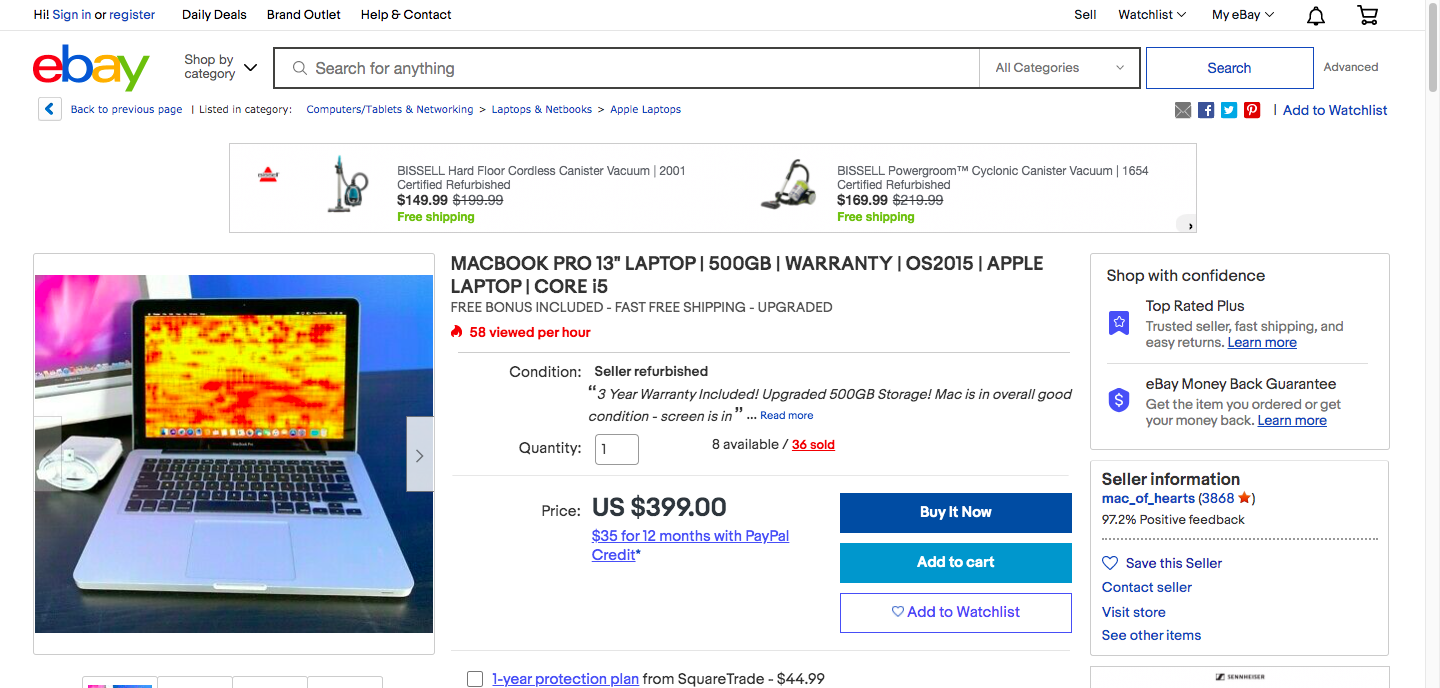 Hi! Sign in or register
Daily Deals
Brand Outlet
Help & Contact
Sell
Watchlist
My eBay
ebay
Shop by
category
Search for anything
All Categories
Search
Advanced
Back to previous page | Listed in category:
Computers/Tablets & Networking > Laptops & Netbooks > Apple Laptops
| Add to Watchlist
BISSELL Hard Floor Cordless Canister Vacuum | 2001
Certified Refurbished
$149.99 $199.99
Free shipping
BISSELL Powergroom™ Cyclonic Canister Vacuum | 1654
Certified Refurbished
$169.99 $219.99
Free shipping
MACBOOK PRO 13" LAPTOP | 500GB | WARRANTY | OS2015 | APPLE
LAPTOP | CORE i5
FREE BONUS INCLUDED - FAST FREE SHIPPING - UPGRADED
58 viewed per hour
Condition: Seller refurbished
“3 Year Warranty Included! Upgraded 500GB Storage! Mac is in overall good
condition - screen is in” ... Read more
Quantity: 1
8 available / 36 sold
Price: US $399.00
$35 for 12 months with PayPal
Credit*
Buy It Now
Add to cart
Add to Watchlist
1-year protection plan from SquareTrade - $44.99
Shop with confidence
Top Rated Plus
Trusted seller, fast shipping, and
easy returns. Learn more
eBay Money Back Guarantee
Get the item you ordered or get
your money back. Learn more
Seller information
mac_of_hearts (3868 ★)
97.2% Positive feedback
Save this Seller
Contact seller
Visit store
See other items
SENNHEISER